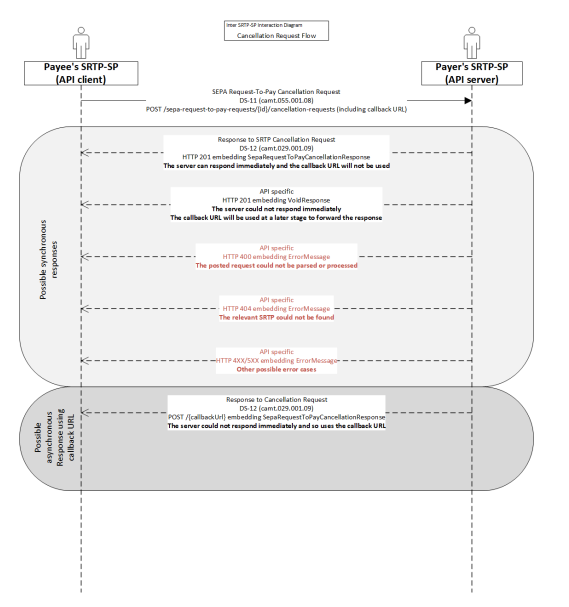 Inter SRTP-SP Interaction Diagram
Cancellation Request Flow
Payee's SRTP-SP
(API client)
Payer's SRTP-SP
(API server)
SEPA Request-To-Pay Cancellation Request
DS-11 (camt.055.001.08)
POST /sepa-request-to-pay-requests/{id}/cancellation-requests (including callback URL)
Possible synchronous
responses
Response to SRTP Cancellation Request
DS-12 (camt.029.001.09)
HTTP 201 embedding SepaRequestToPayCancellationResponse
The server can respond immediately and the callback URL will not be used
API specific
HTTP 201 embedding VoidResponse
The server could not respond immediately
The callback URL will be used at a later stage to forward the response
API specific
HTTP 400 embedding ErrorMessage
The posted request could not be parsed or processed
API specific
HTTP 404 embedding ErrorMessage
The relevant SRTP could not be found
API specific
HTTP 4XX/5XX embedding ErrorMessage
Other possible error cases
Possible
asynchronous
Response using
callback URL
Response to Cancellation Request
DS-12 (camt.029.001.09)
POST /{callbackUrl} embedding SepaRequestToPayCancellationResponse
The server could not respond immediately and so uses the callback URL